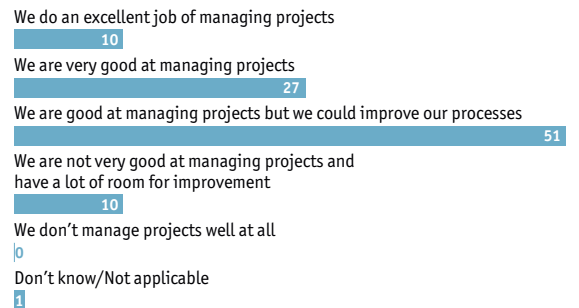 We do an excellent job of managing projects
10
We are very good at managing projects
27
We are good at managing projects but we could improve our processes
51
We are not very good at managing projects and
have a lot of room for improvement
10
We don’t manage projects well at all
0
Don’t know/Not applicable
1